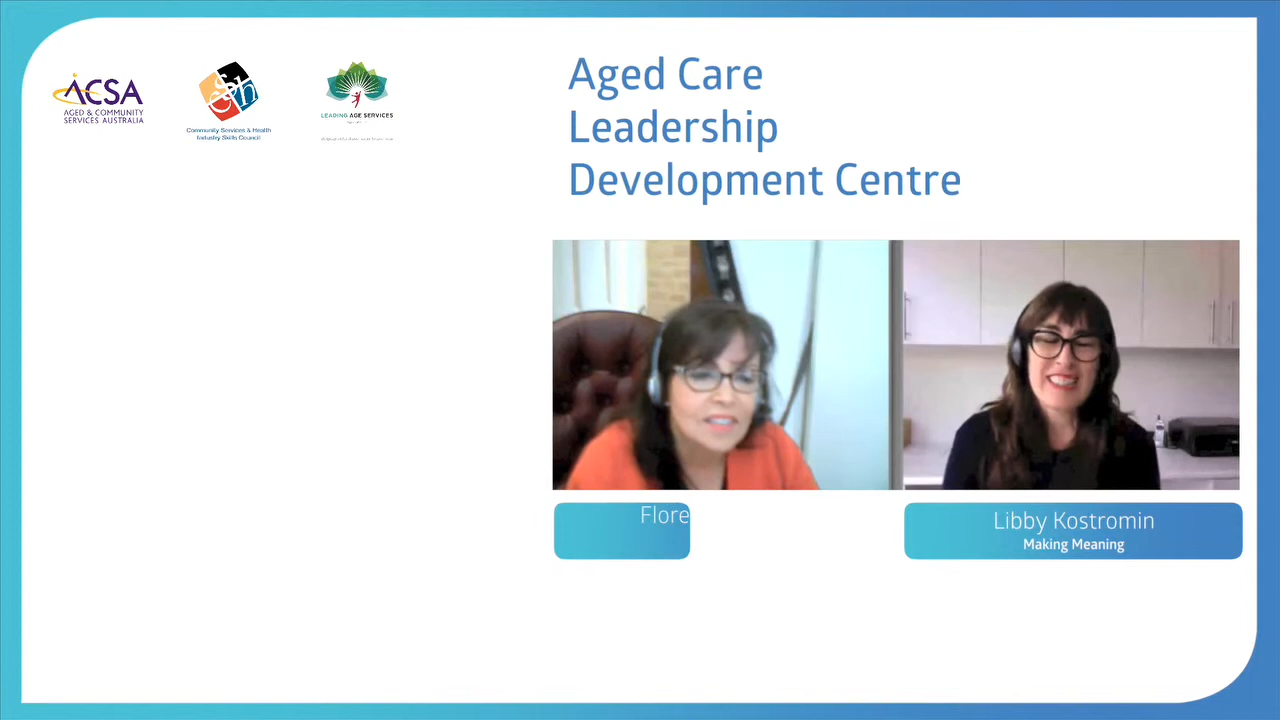 ACSA
AGED & COMMUNITY
SERVICES AUSTRALIA
Community Services & Health
Industry Skills Council
LEADING AGE SERVICES
Aged Care
Leadership
Development Centre
Flore
Libby Kostromin
Making Meaning